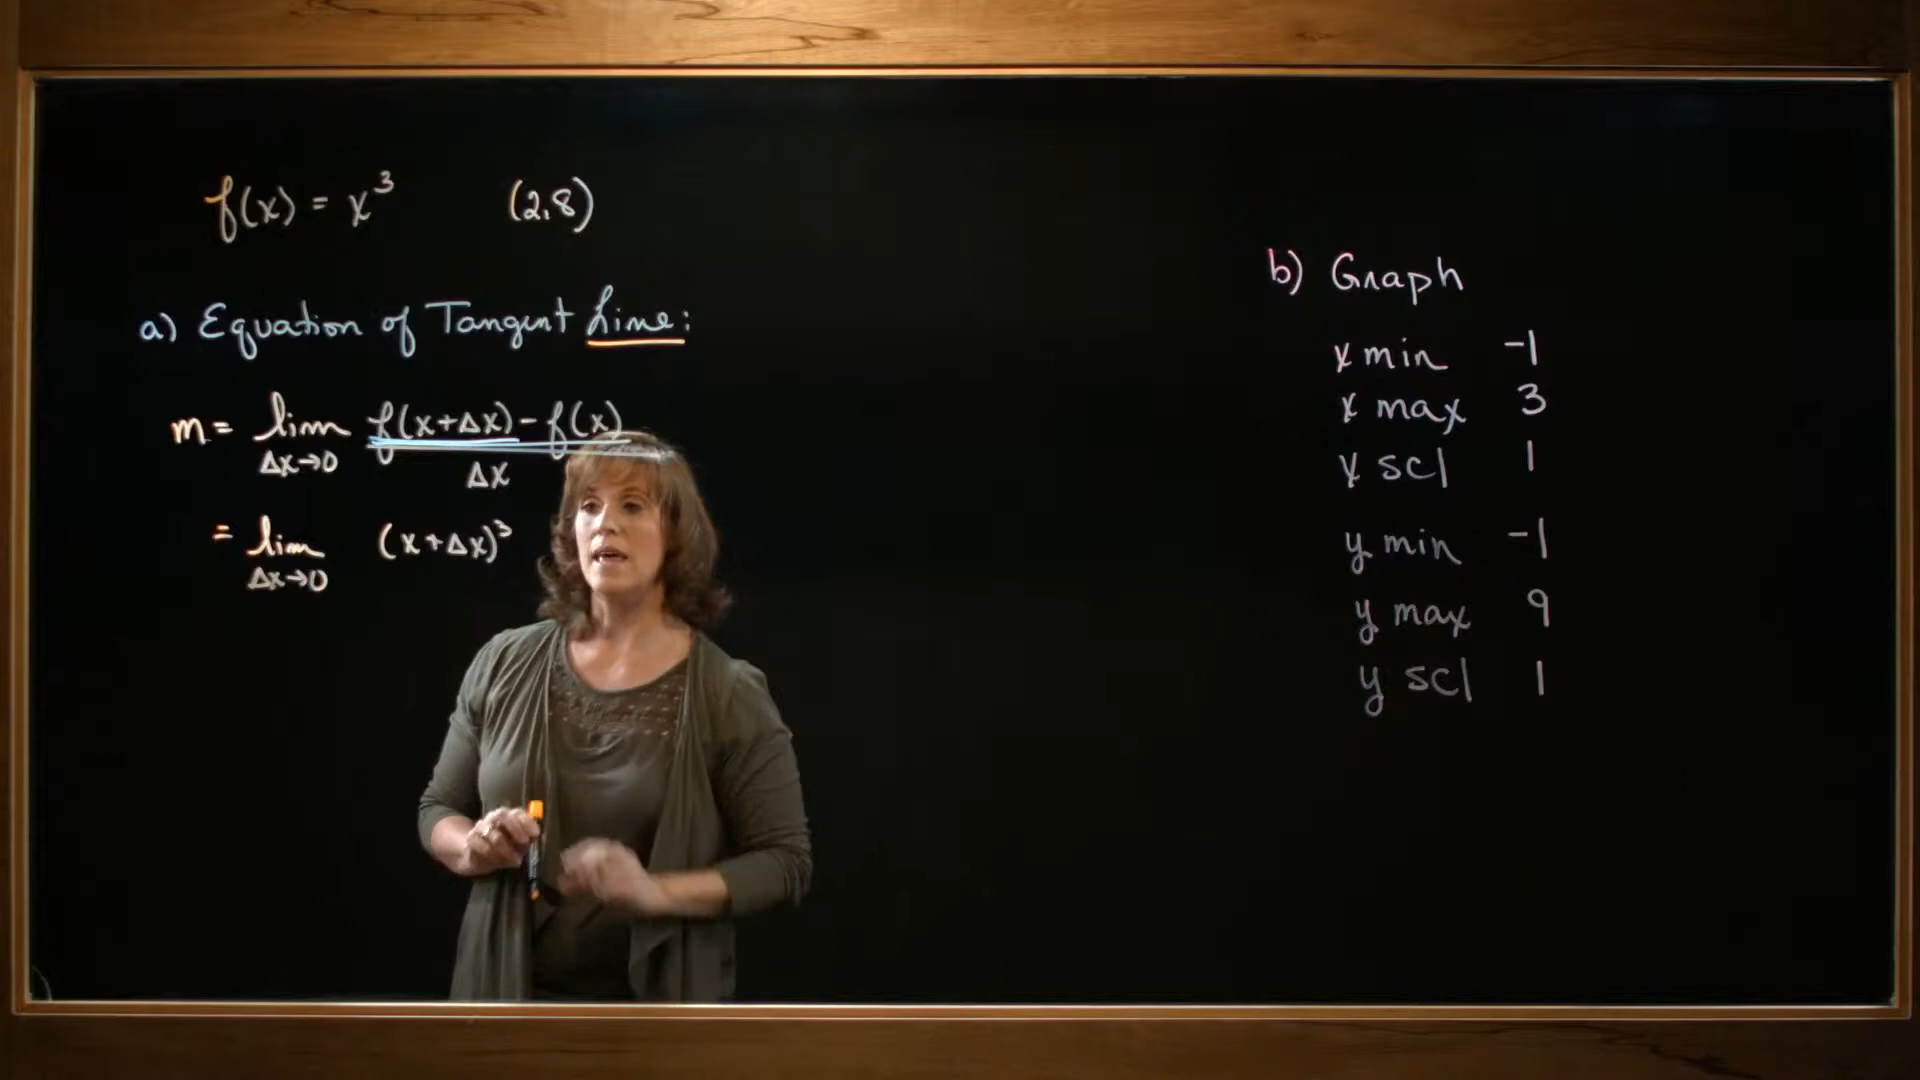 f(x) = x³ (2,8)
a) Equation of Tangent Line:
m = lim f(x+Δx) - f(x)
Δx→0 Δx
= lim (x+Δx)³
Δx→0
b) Graph
x min -1
x max 3
x scl 1
y min -1
y max 9
y scl 1